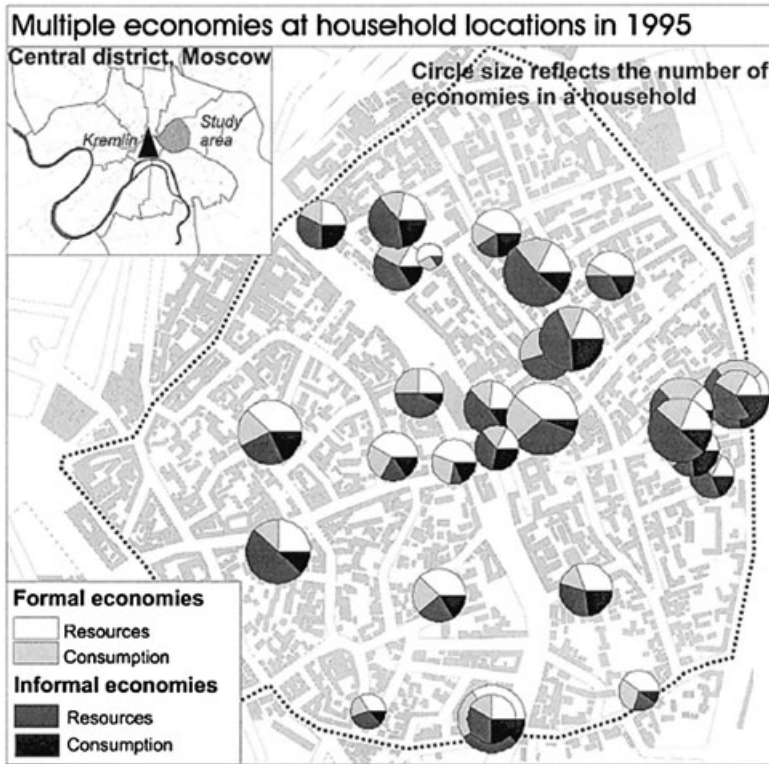 Multiple economies at household locations in 1995
Central district, Moscow
Circle size reflects the number of
economies in a household
Kremlin
Study
area
Formal economies
Resources
Consumption
Informal economies
Resources
Consumption